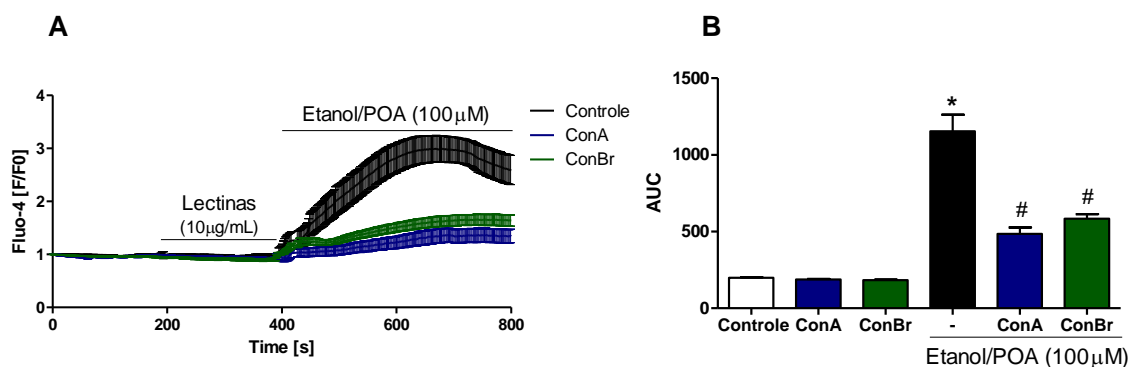 A
Fluo-4 [F/F0]
4
3
2
1
0
Lectinas
(10μg/mL)
Etanol/POA (100μM)
Controle
ConA
ConBr
0 200 400 600 800
Time [s]
B
AUC
1500
1000
500
0
*
#
#
Controle ConA ConBr - ConA ConBr
Etanol/POA (100μM)